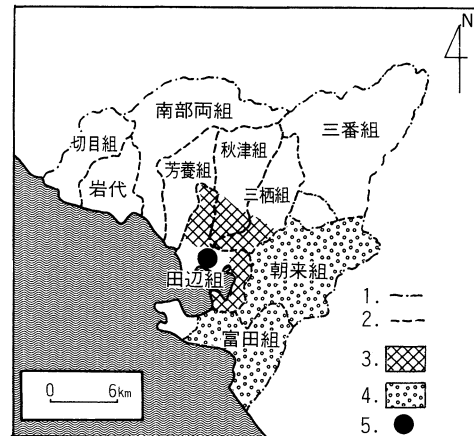 N
南部両組
三番組
切目組
秋津組
芳養組
岩代
三栖組
田辺組
朝来組
富田組
0 6km
1.
2.
3.
4.
5.